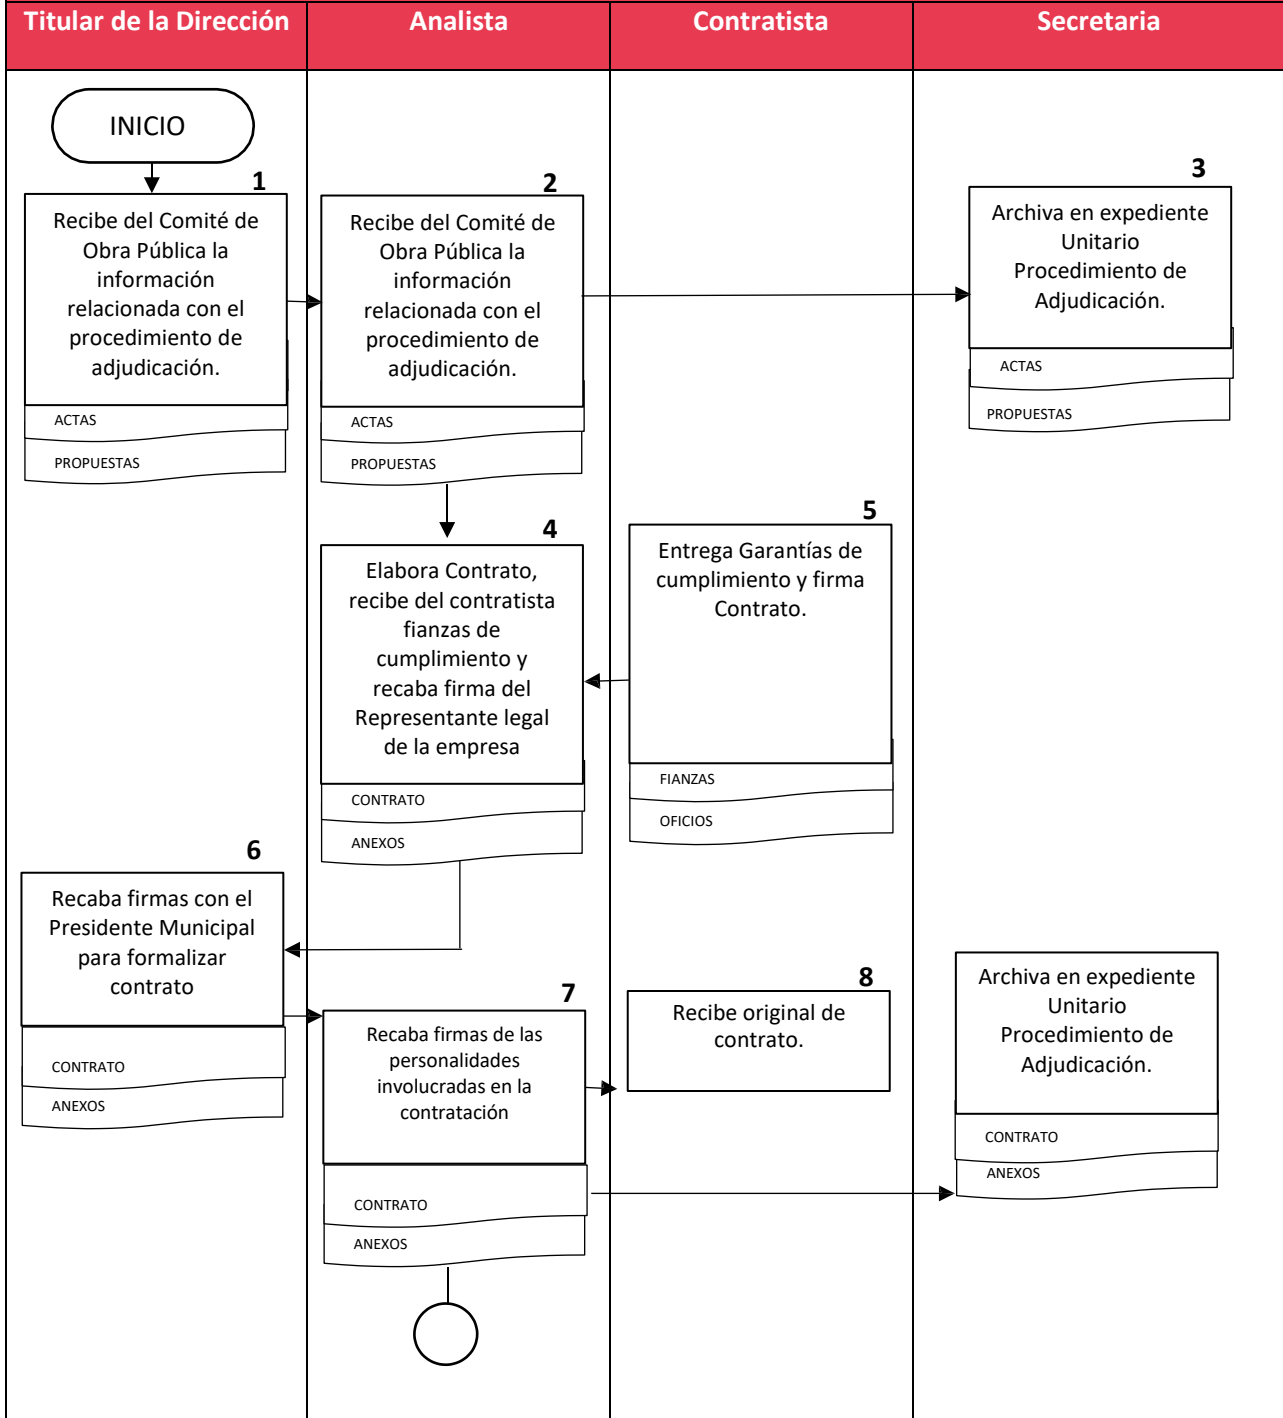 Titular de la Dirección
Analista
Contratista
Secretaria
INICIO
1
Recibe del Comité de
Obra Pública la
información
relacionada con el
procedimiento de
adjudicación.
ACTAS
PROPUESTAS
2
Recibe del Comité de
Obra Pública la
información
relacionada con el
procedimiento de
adjudicación.
ACTAS
PROPUESTAS
3
Archiva en expediente
Unitario
Procedimiento de
Adjudicación.
ACTAS
PROPUESTAS
4
Elabora Contrato,
recibe del contratista
fianzas de
cumplimiento y
recaba firma del
Representante legal
de la empresa
CONTRATO
ANEXOS
5
Entrega Garantías de
cumplimiento y firma
Contrato.
FIANZAS
OFICIOS
6
Recaba firmas con el
Presidente Municipal
para formalizar
contrato
CONTRATO
ANEXOS
7
Recaba firmas de las
personalidades
involucradas en la
contratación
CONTRATO
ANEXOS
8
Recibe original de
contrato.
Archiva en expediente
Unitario
Procedimiento de
Adjudicación.
CONTRATO
ANEXOS